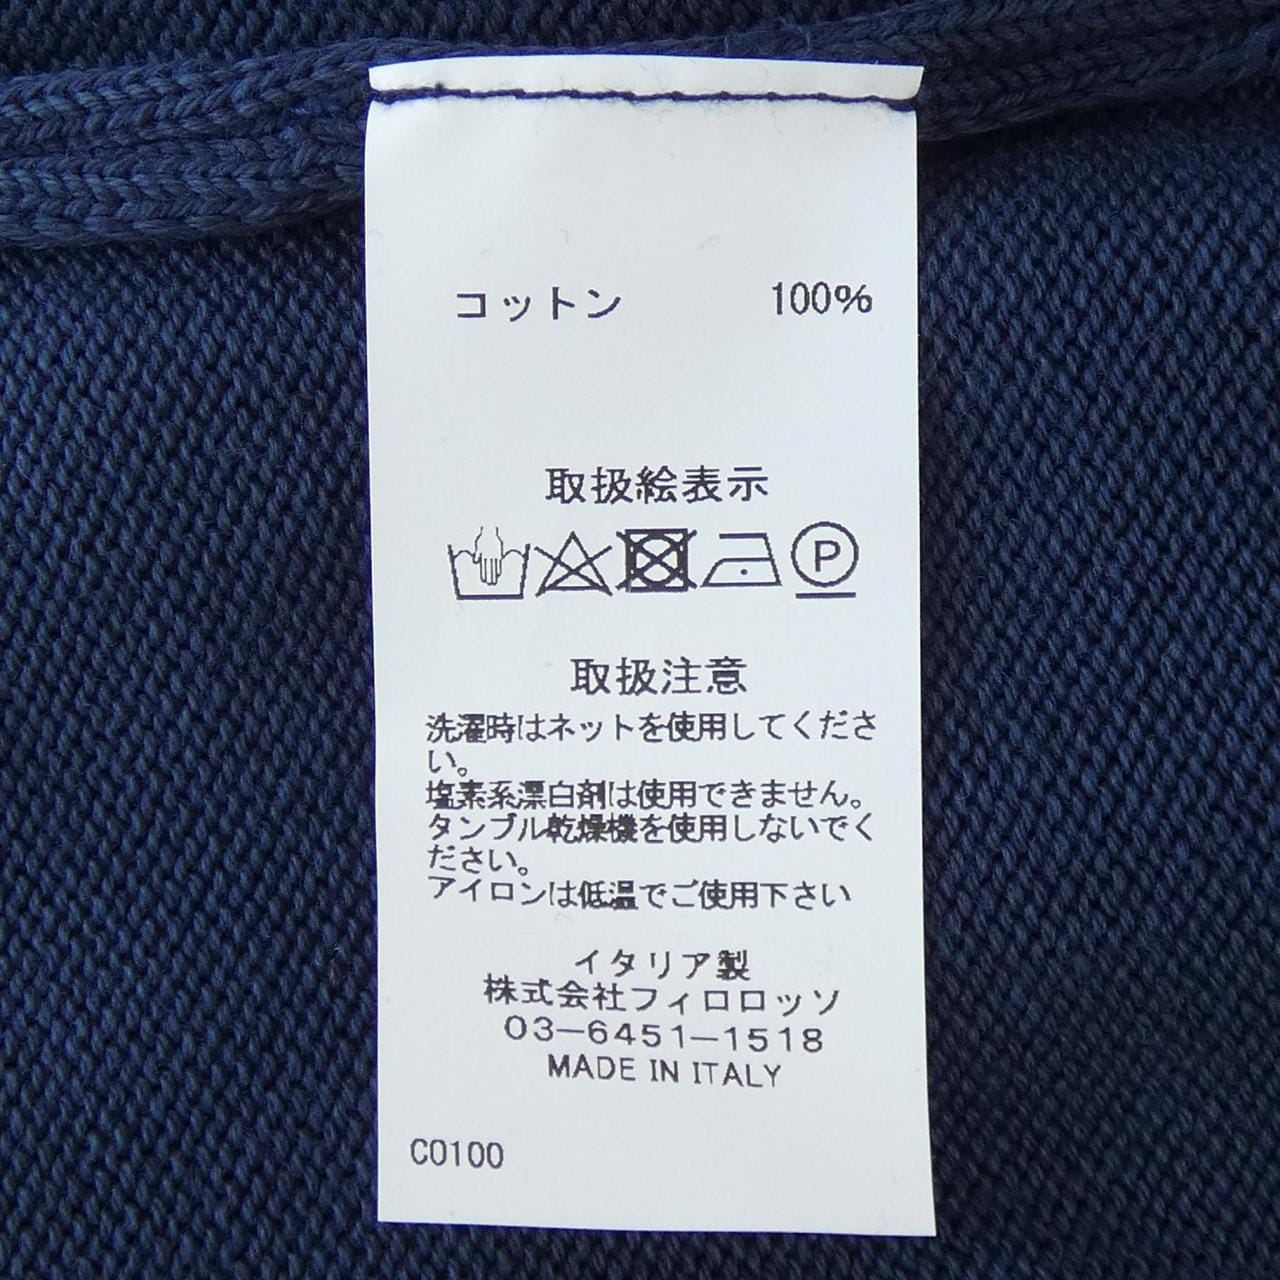 コットン 100%
取扱絵表示
P
取扱注意
洗濯時はネットを使用してくださ
い。
塩素系漂白剤は使用できません。
タンブル乾燥機を使用しないでく
ださい。
アイロンは低温でご使用下さい
イタリア製
株式会社フィロロッソ
03-6451-1518
MADE IN ITALY
C0100